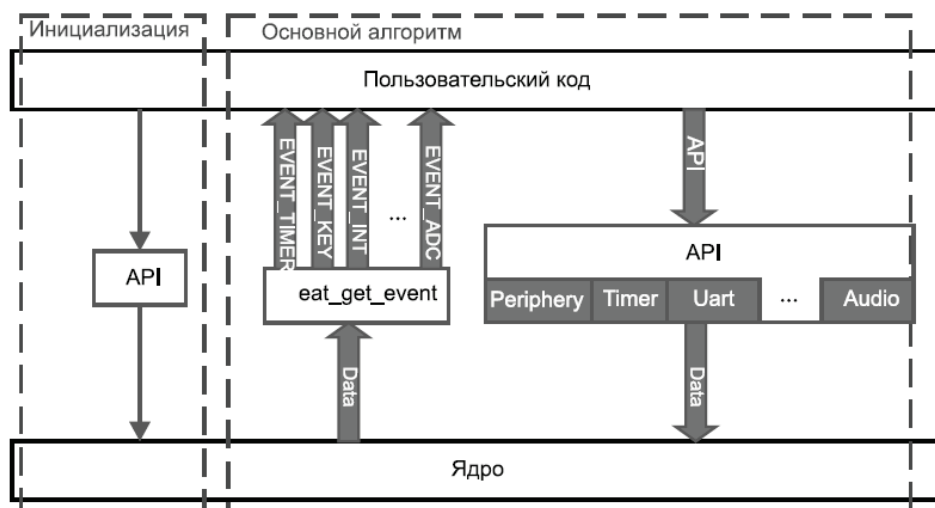 Инициализация
Основной алгоритм
Пользовательский код
EVENT_TIMER
EVENT_KEY
EVENT_INT
...
EVENT_ADC
API
API
API
eat_get_event
Periphery
Timer
Uart
...
Audio
Data
Data
Ядро